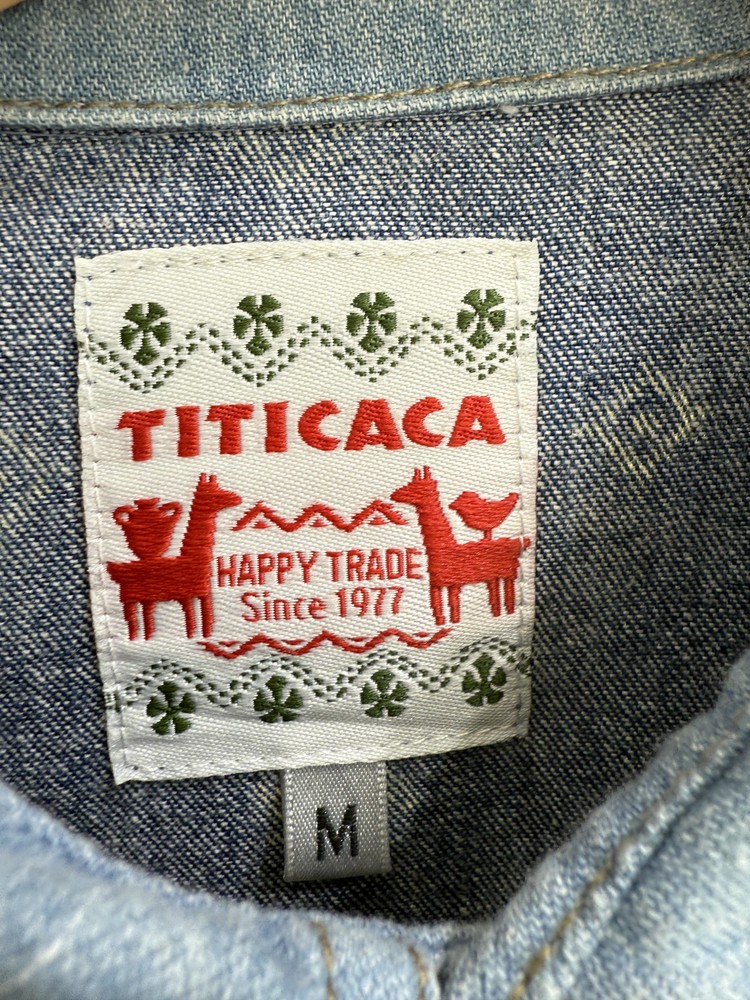 TITICACA
HAPPY TRADE
Since 1977
M